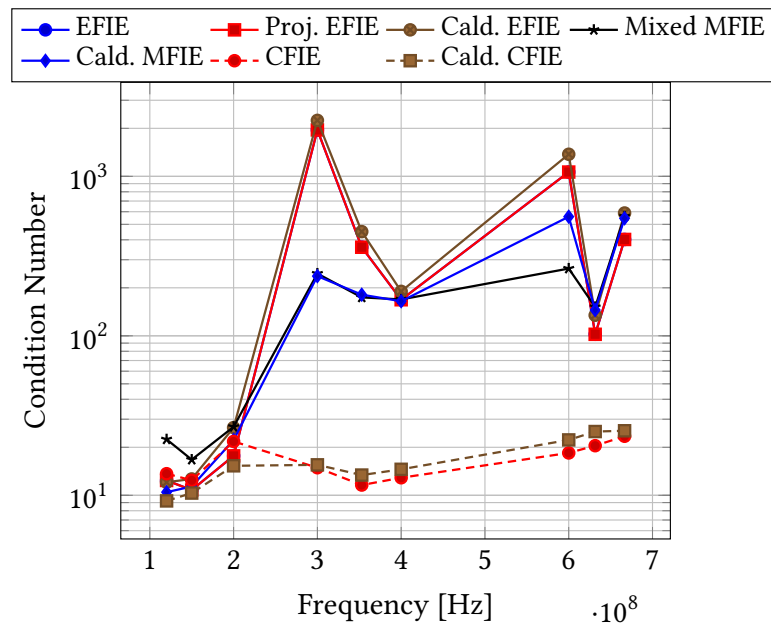 EFIE Proj. EFIE Cald. EFIE Mixed MFIE
Cald. MFIE CFIE Cald. CFIE
10^3
10^2
10^1
Condition Number
1 2 3 4 5 6 7
Frequency [Hz] ·10^8